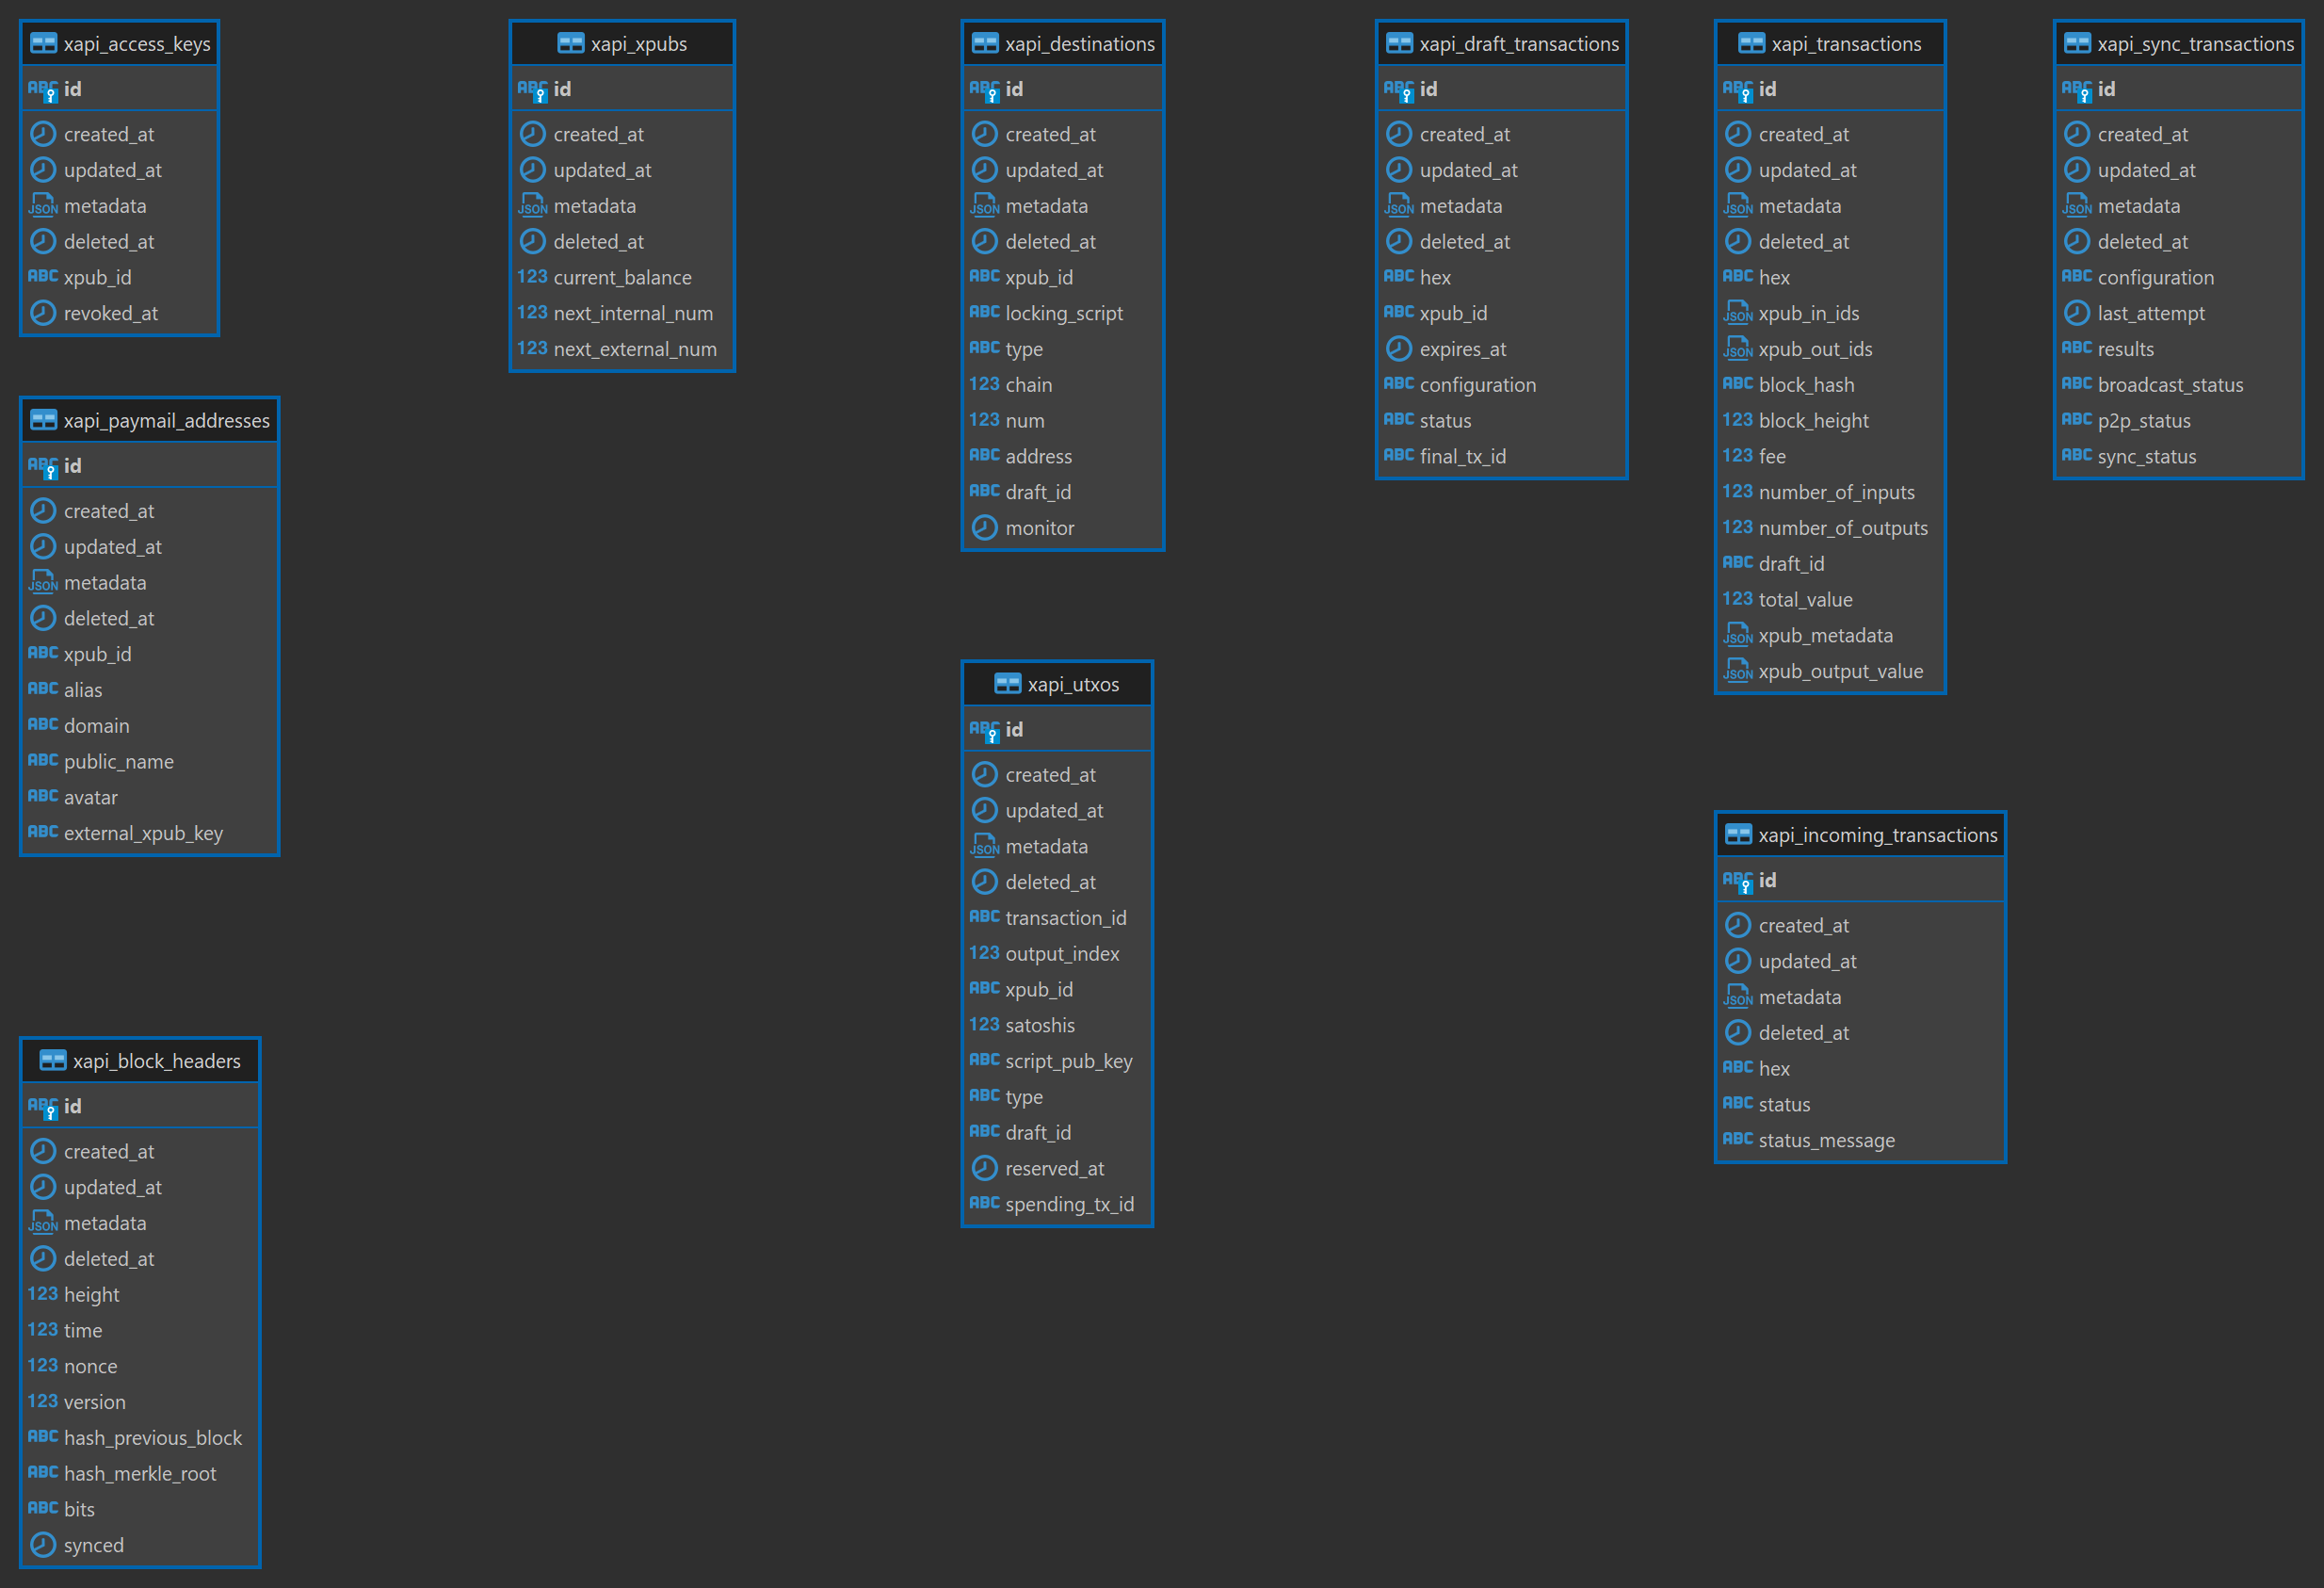 xapi_access_keys
id
created_at
updated_at
JSON metadata
deleted_at
ABC xpub_id
revoked_at
xapi_xpubs
id
created_at
updated_at
JSON metadata
deleted_at
123 current_balance
123 next_internal_num
123 next_external_num
xapi_destinations
id
created_at
updated_at
JSON metadata
deleted_at
ABC xpub_id
ABC locking_script
ABC type
123 chain
123 num
ABC address
ABC draft_id
monitor
xapi_draft_transactions
id
created_at
updated_at
JSON metadata
deleted_at
ABC hex
ABC xpub_id
expires_at
ABC configuration
ABC status
ABC final_tx_id
xapi_transactions
id
created_at
updated_at
JSON metadata
deleted_at
ABC hex
JSON xpub_in_ids
JSON xpub_out_ids
ABC block_hash
123 block_height
123 fee
123 number_of_inputs
123 number_of_outputs
ABC draft_id
123 total_value
JSON xpub_metadata
JSON xpub_output_value
xapi_sync_transactions
id
created_at
updated_at
JSON metadata
deleted_at
ABC configuration
last_attempt
ABC results
ABC broadcast_status
ABC p2p_status
ABC sync_status
xapi_paymail_addresses
id
created_at
updated_at
JSON metadata
deleted_at
ABC xpub_id
ABC alias
ABC domain
ABC public_name
ABC avatar
ABC external_xpub_key
xapi_utxos
id
created_at
updated_at
JSON metadata
deleted_at
ABC transaction_id
123 output_index
ABC xpub_id
123 satoshis
ABC script_pub_key
ABC type
ABC draft_id
reserved_at
ABC spending_tx_id
xapi_incoming_transactions
id
created_at
updated_at
JSON metadata
deleted_at
ABC hex
ABC status
ABC status_message
xapi_block_headers
id
created_at
updated_at
JSON metadata
deleted_at
123 height
123 time
123 nonce
123 version
ABC hash_previous_block
ABC hash_merkle_root
ABC bits
synced